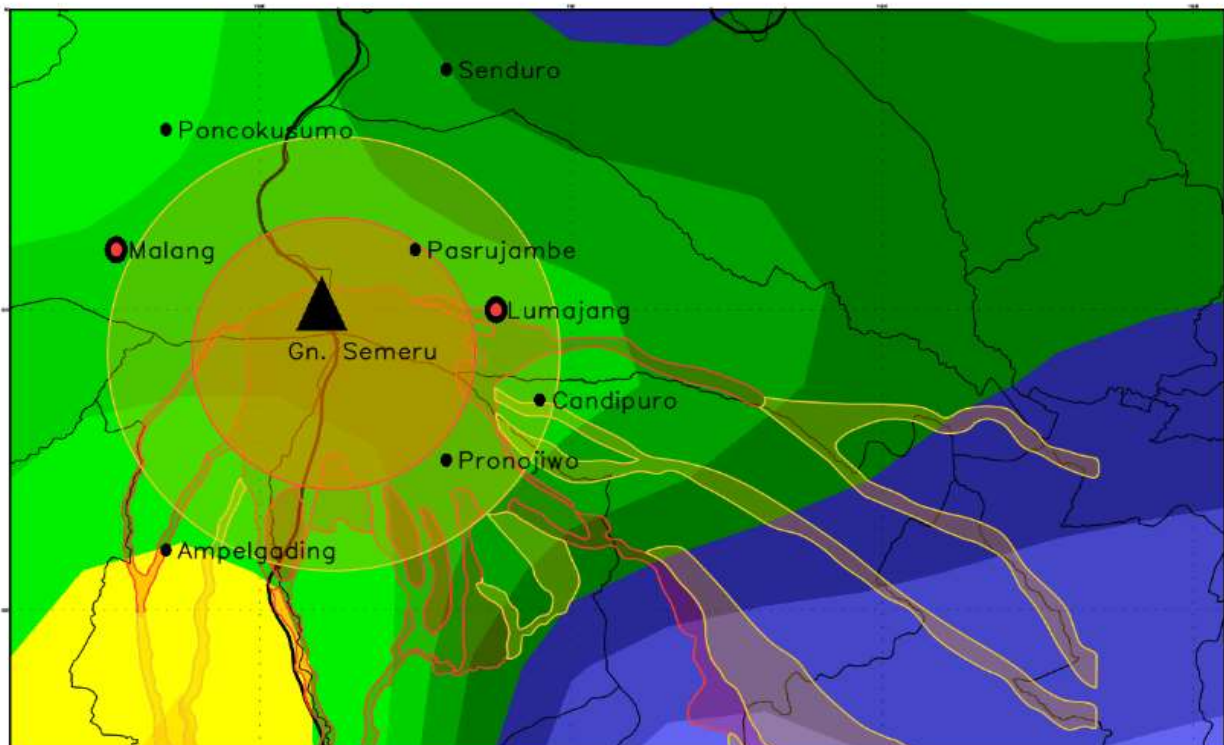 Senduro
Poncokusumo
Malang
Pasrujambe
Lumajang
Gn. Semeru
Candipuro
Pronojiwo
Ampelgading